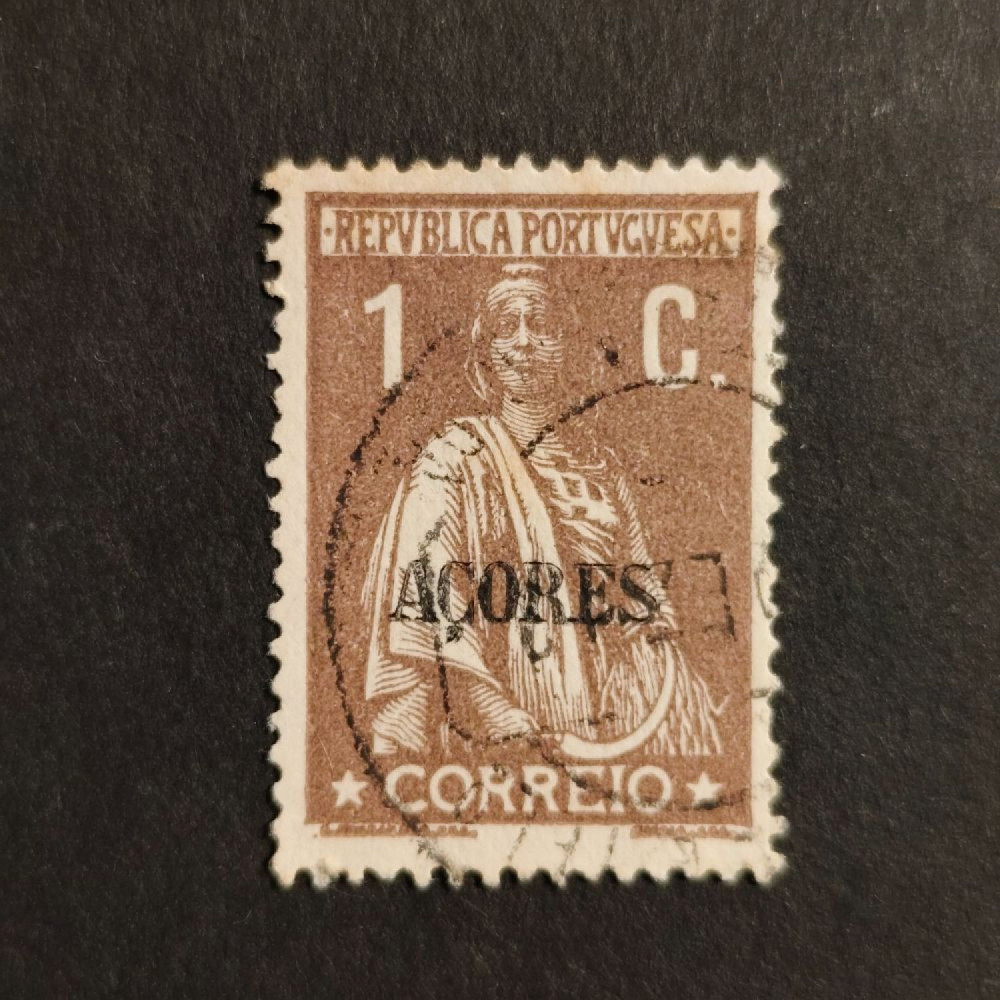 ·REPVBLICA PORTVGVESA·
1 C.
AÇORES
CORREIO